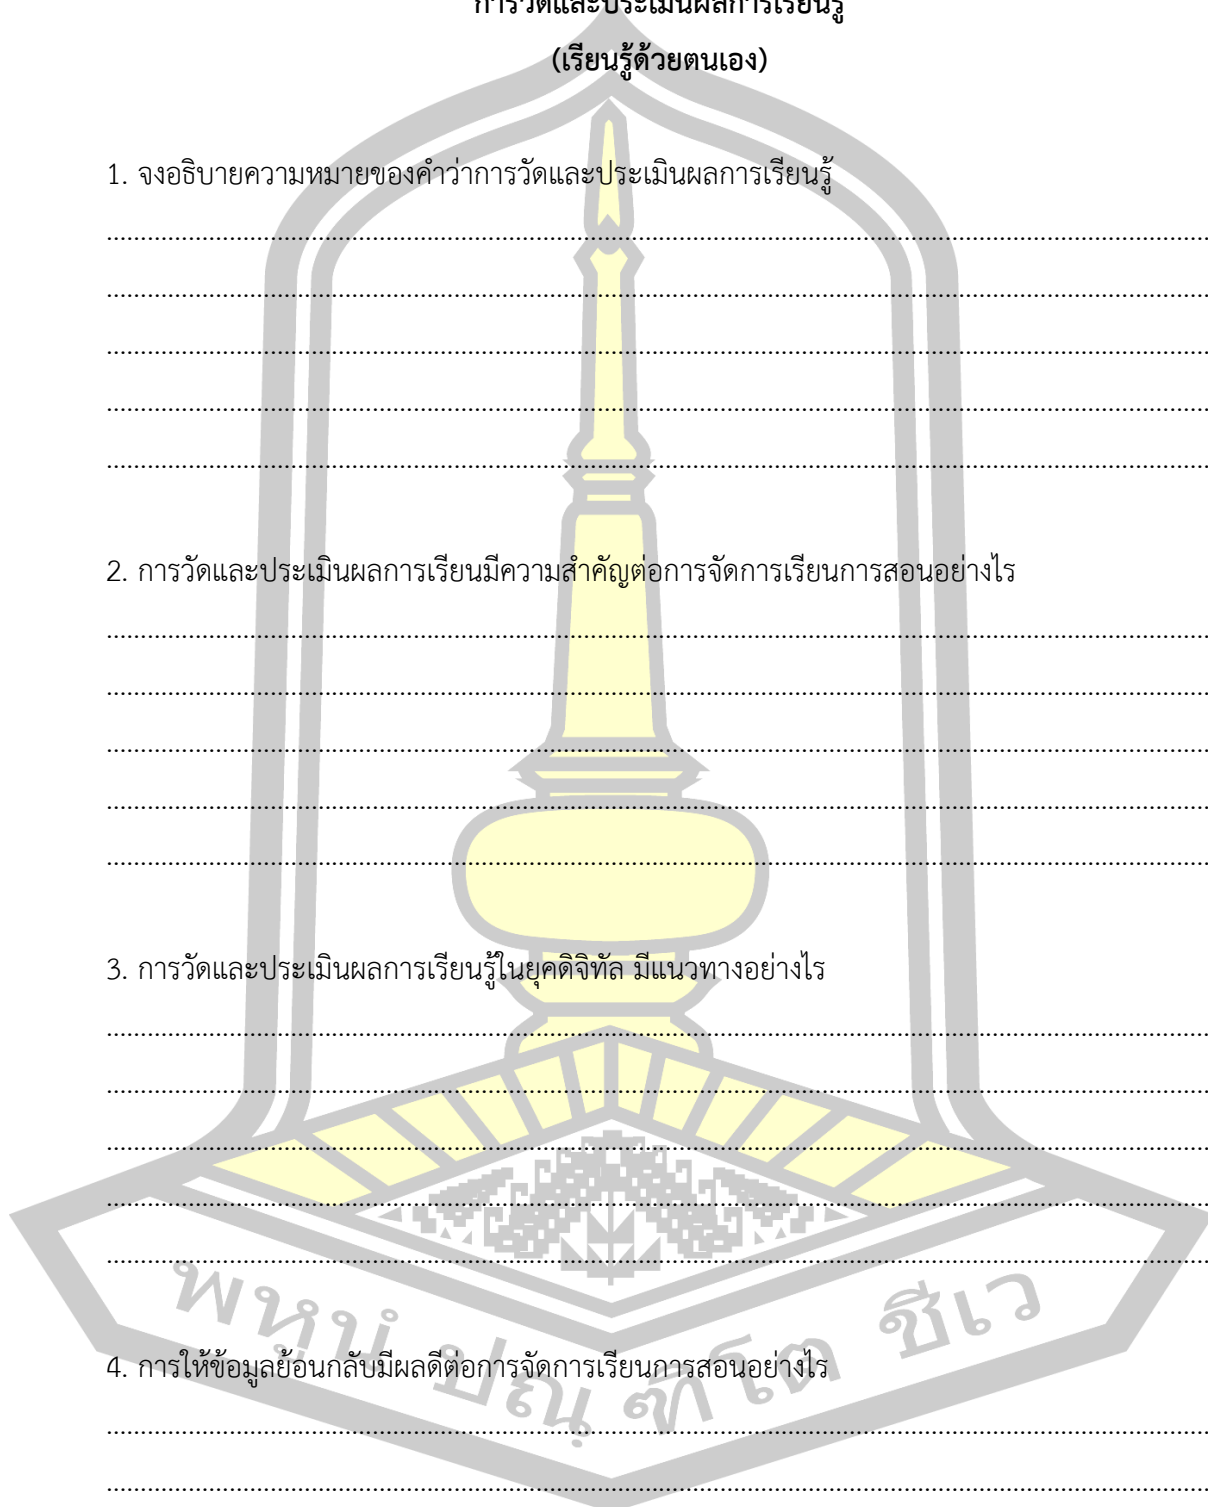 การวัดและประเมินผลการเรียนรู้
(เรียนรู้ด้วยตนเอง)
1. จงอธิบายความหมายของคำว่าการวัดและประเมินผลการเรียนรู้
2. การวัดและประเมินผลการเรียนมีความสำคัญต่อการจัดการเรียนการสอนอย่างไร
3. การวัดและประเมินผลการเรียนรู้ในยุคดิจิทัล มีแนวทางอย่างไร
4. การให้ข้อมูลย้อนกลับมีผลดีต่อการจัดการเรียนการสอนอย่างไร
พหูนํ ปณฺฑิโต ชีเว